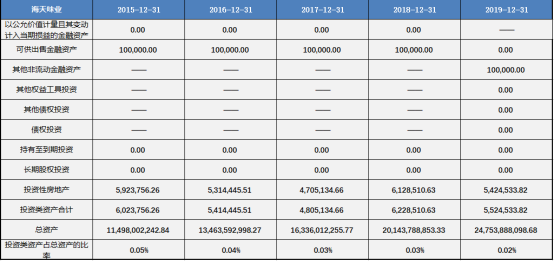 海天味业 2015-12-31 2016-12-31 2017-12-31 2018-12-31 2019-12-31
以公允价值计量且其变动
计入当期损益的金融资产 0.00 0.00 0.00 0.00 ——
可供出售金融资产 100,000.00 100,000.00 100,000.00 100,000.00 0.00
其他非流动金融资产 —— —— —— —— 100,000.00
其他权益工具投资 —— —— —— —— 0.00
其他债权投资 —— —— —— —— 0.00
债权投资 —— —— —— —— 0.00
持有至到期投资 0.00 0.00 0.00 0.00 0.00
长期股权投资 0.00 0.00 0.00 0.00 0.00
投资性房地产 5,923,756.26 5,314,445.51 4,705,134.66 6,128,510.63 5,424,533.82
投资类资产合计 6,023,756.26 5,414,445.51 4,805,134.66 6,228,510.63 5,524,533.82
总资产 11,498,002,242.84 13,463,592,998.27 16,336,012,255.77 20,143,788,853.33 24,753,888,098.68
投资类资产占总资产的比
率 0.05% 0.04% 0.03% 0.03% 0.02%